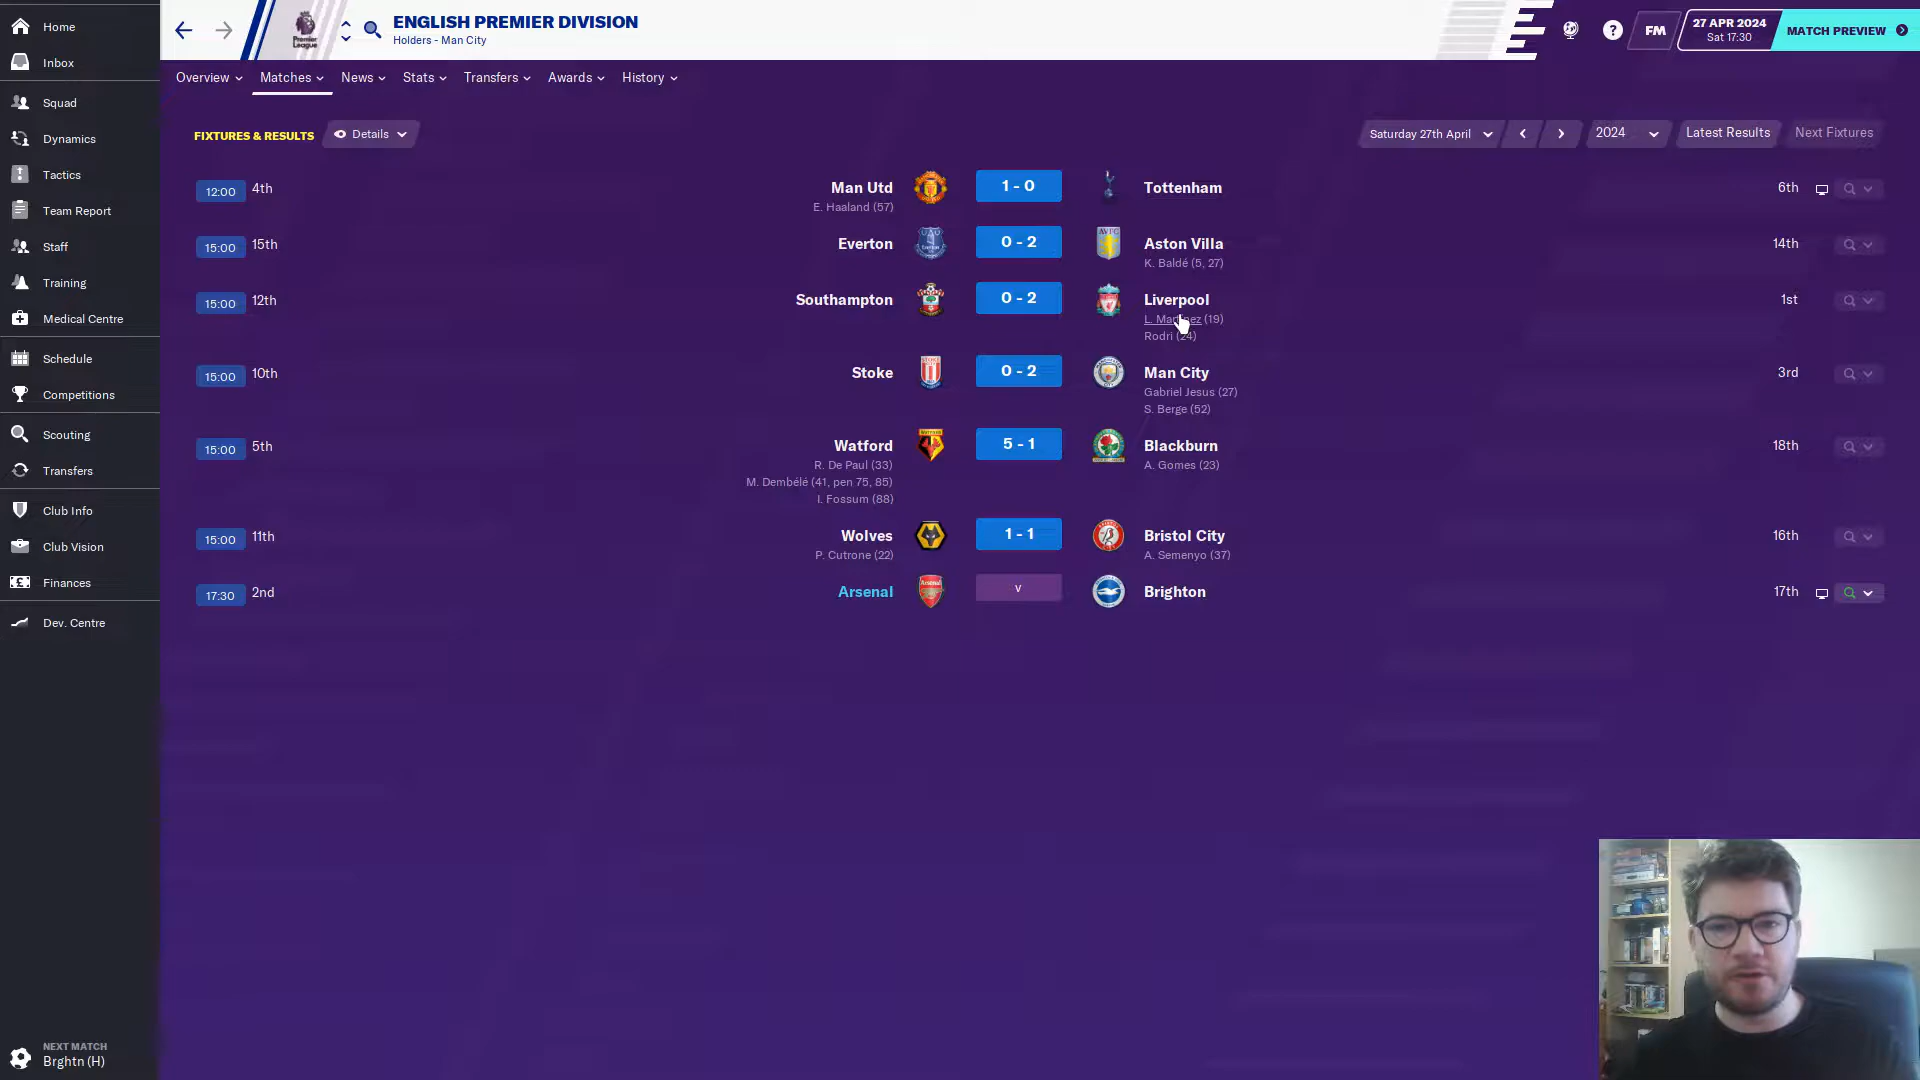 Home
Inbox
Squad
Dynamics
Tactics
Team Report
Staff
Training
Medical Centre
Schedule
Competitions
Scouting
Transfers
Club Info
Club Vision
Finances
Dev. Centre
NEXT MATCH
Brghtn (H)
Premier League
ENGLISH PREMIER DIVISION
Holders - Man City
FM
27 APR 2024
Sat 17:30
MATCH PREVIEW
Overview Matches News Stats Transfers Awards History
FIXTURES & RESULTS Details
Saturday 27th April 2024 Latest Results Next Fixtures
12:00 4th Man Utd 1 - 0 Tottenham 6th
E. Haaland (57)
15:00 15th Everton 0 - 2 Aston Villa 14th
K. Baldé (5, 27)
15:00 12th Southampton 0 - 2 Liverpool 1st
L. Martinez (19)
Rodri (24)
15:00 10th Stoke 0 - 2 Man City 3rd
Gabriel Jesus (27)
S. Berge (52)
15:00 5th Watford 5 - 1 Blackburn 18th
R. De Paul (33) A. Gomes (23)
M. Dembélé (41, pen 75, 85)
I. Fossum (88)
15:00 11th Wolves 1 - 1 Bristol City 16th
P. Cutrone (22) A. Semenyo (37)
17:30 2nd Arsenal v Brighton 17th